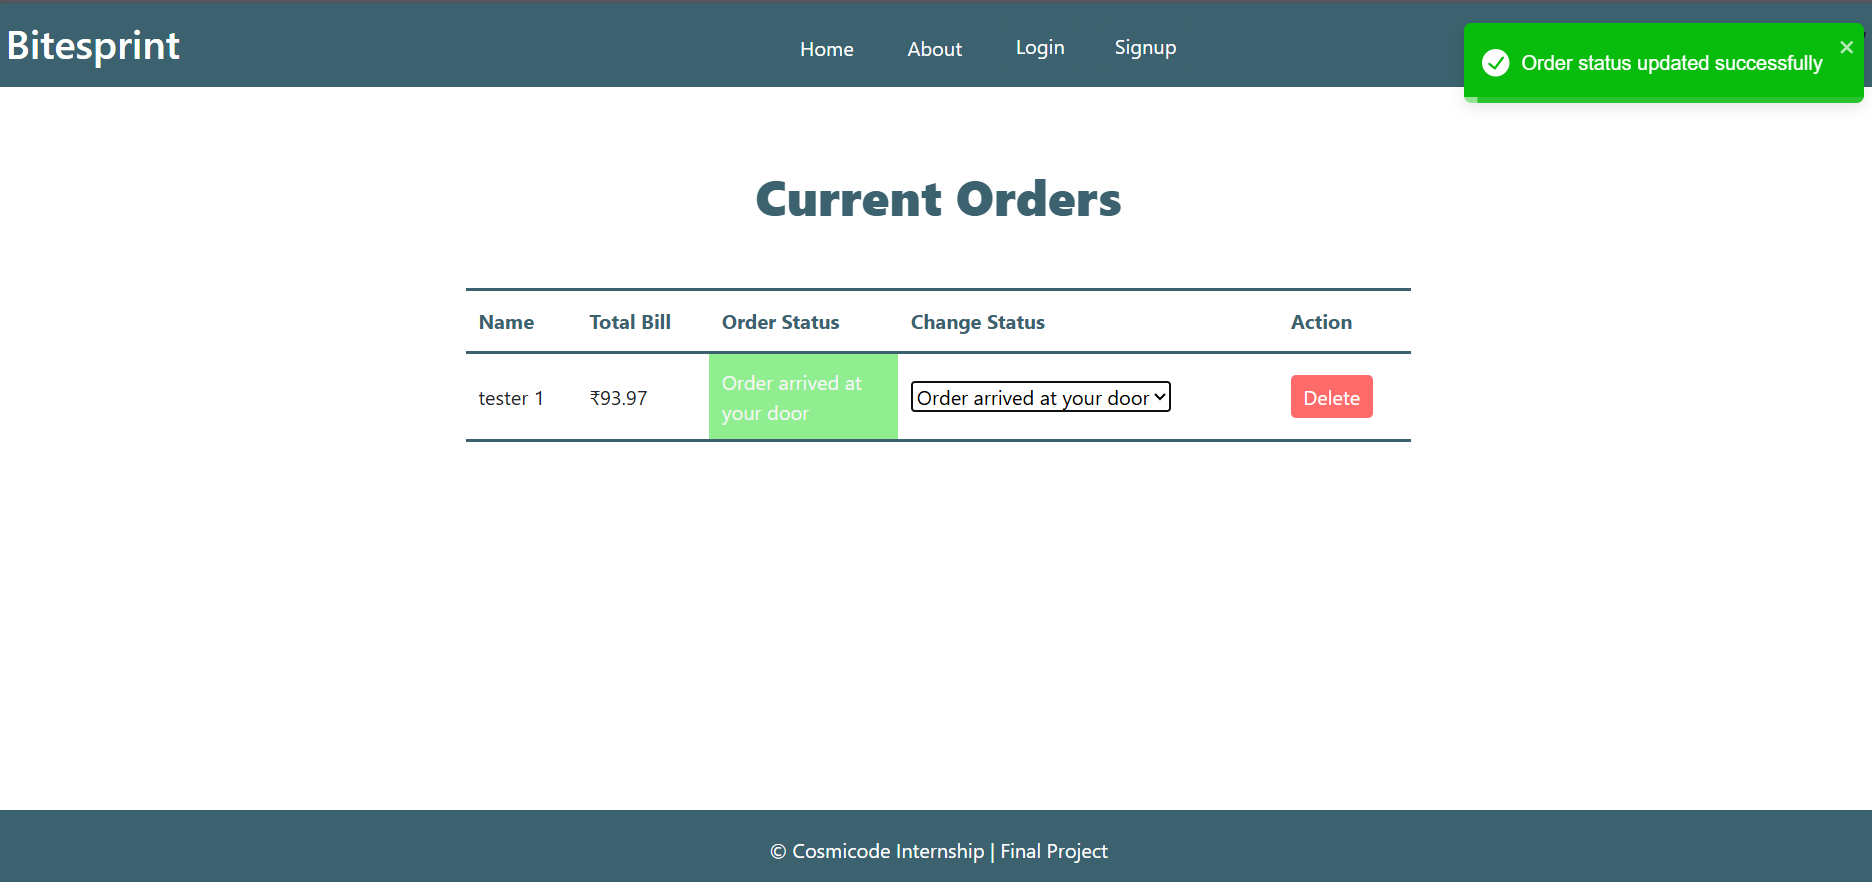 Bitesprint
Home About Login Signup
Order status updated successfully
Current Orders
Name Total Bill Order Status Change Status Action
tester 1 ₹93.97 Order arrived at
your door
Order arrived at your door
Delete
© Cosmicode Internship | Final Project